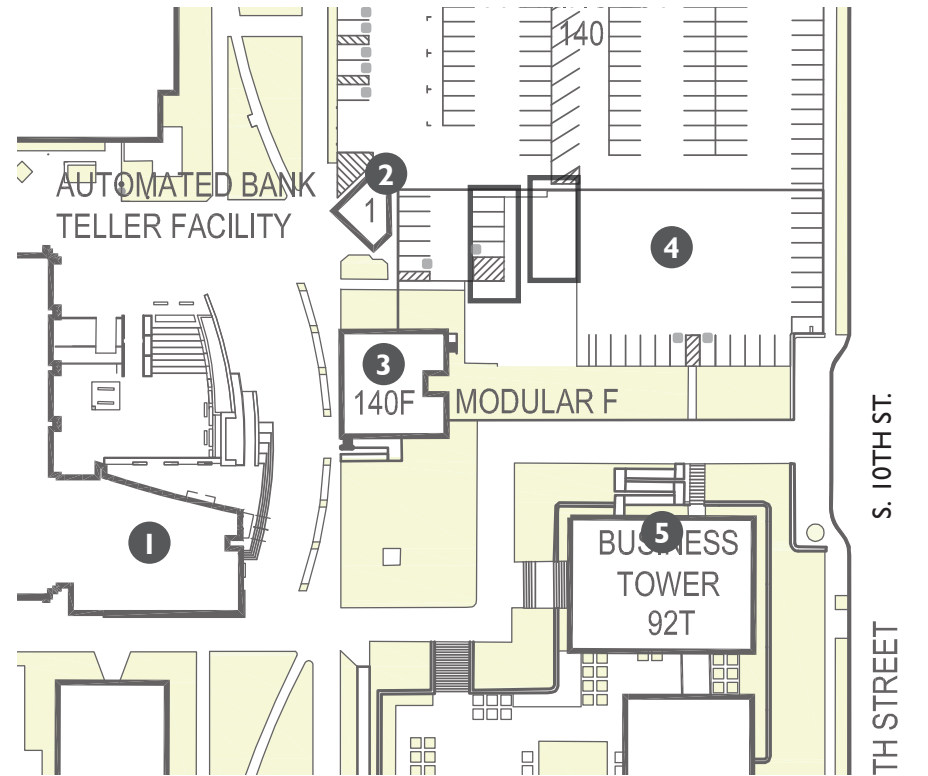 140
2
AUTOMATED BANK
TELLER FACILITY
1
4
3
140F
MODULAR F
S. 10TH ST.
1
5
BUSINESS
TOWER
92T
TH STREET